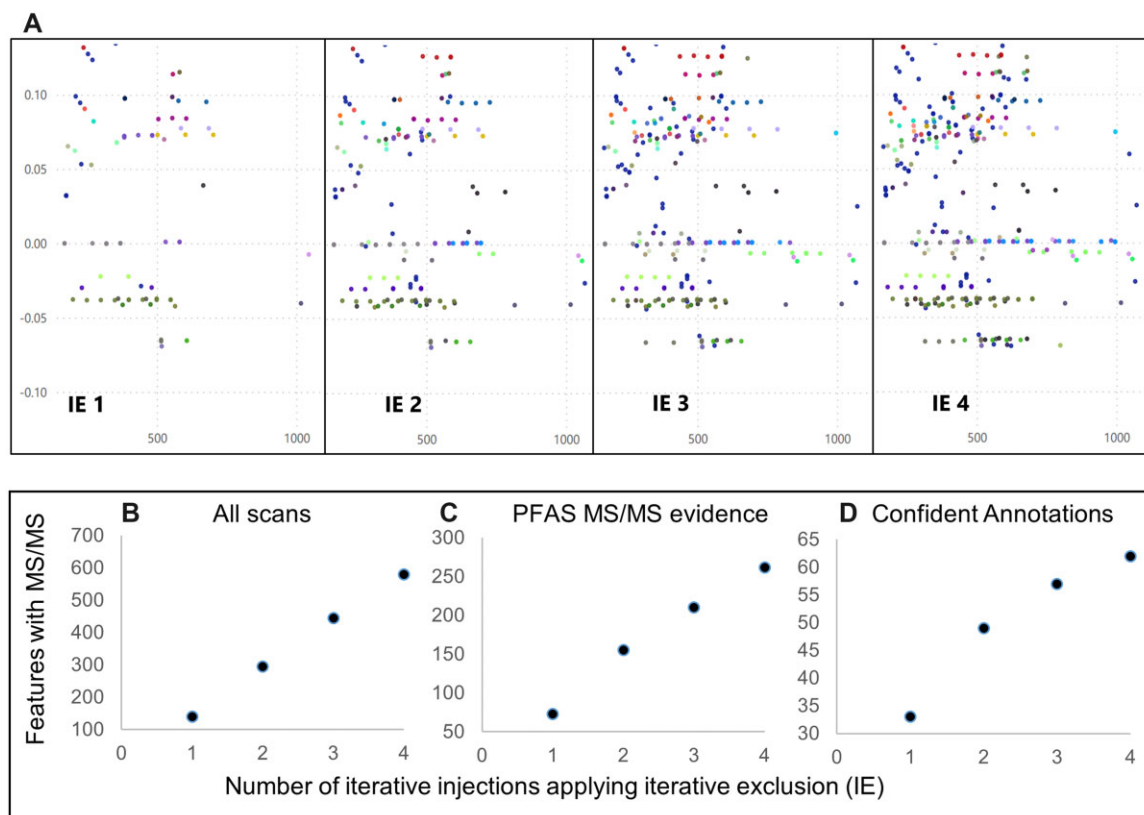 A
0.10
0.05
0.00
-0.05
-0.10
IE 1
IE 2
IE 3
IE 4
500
1000
500
1000
500
1000
500
1000
B All scans
C PFAS MS/MS evidence
D Confident Annotations
Features with MS/MS
700
600
500
400
300
200
100
0 1 2 3 4
300
250
200
150
100
50
0 1 2 3 4
65
60
55
50
45
40
35
30
0 1 2 3 4
Number of iterative injections applying iterative exclusion (IE)